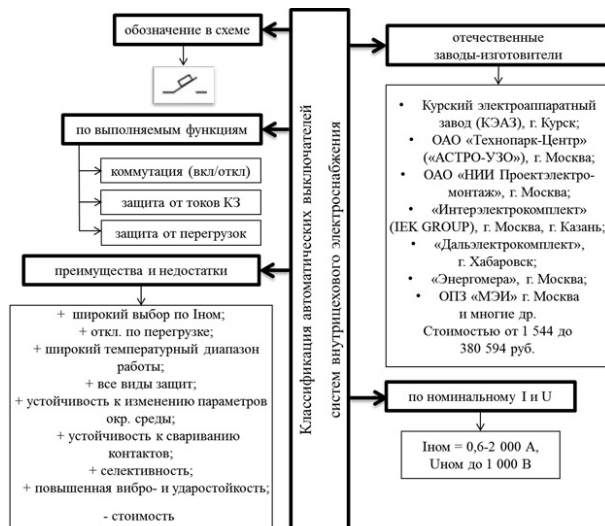 обозначение в схеме
по выполняемым функциям
коммутация (вкл/откл)
защита от токов КЗ
защита от перегрузок
преимущества и недостатки
+ широкий выбор по Iном;
+ откл. по перегрузке;
+ широкий температурный диапазон
работы;
+ все виды защит;
+ устойчивость к изменению параметров
окр. среды;
+ устойчивость к свариванию
контактов;
+ селективность;
+ повышенная вибро- и ударостойкость;
- стоимость
Классификация автоматических выключателей
систем внутрицехового электроснабжения
отечественные
заводы-изготовители
• Курский электроаппаратный
завод (КЭАЗ), г. Курск;
• ОАО «Технопарк-Центр»
(«АСТРО-УЗО»), г. Москва;
• ОАО «НИИ Проектэлектро-
монтаж», г. Москва;
• «Интерэлектрокомплект»
(IEK GROUP), г. Москва, г. Казань;
• «Дальэлектрокомплект»,
г. Хабаровск;
• «Энергомера», г. Москва;
• ОПЗ «МЭИ» г. Москва
и многие др.
Стоимостью от 1 544 до
380 594 руб.
по номинальному I и U
Iном = 0,6-2 000 А,
Uном до 1 000 В